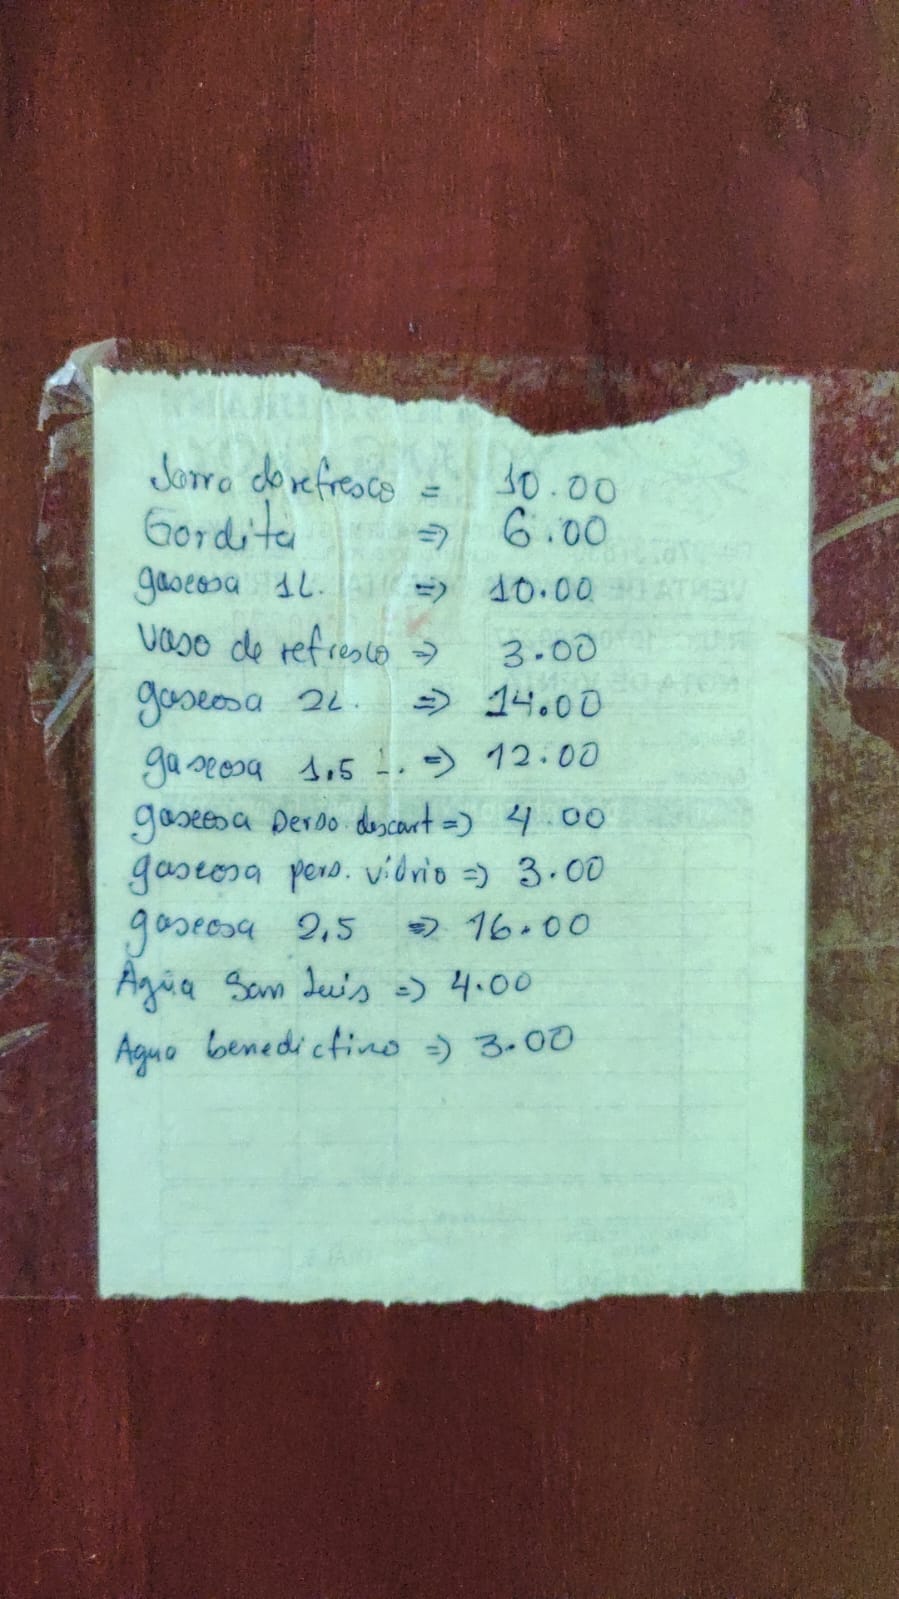 Jarra de refresco = 10.00
Gordita => 6.00
gaseosa 1L. => 10.00
Vaso de refresco => 3.00
gaseosa 2L. => 14.00
gaseosa 1,5 -. => 12.00
gaseosa perso. descart => 4.00
gaseosa pers. vidrio => 3.00
gaseosa 2,5 => 16.00
Agua San Luis => 4.00
Agua benedictino => 3.00